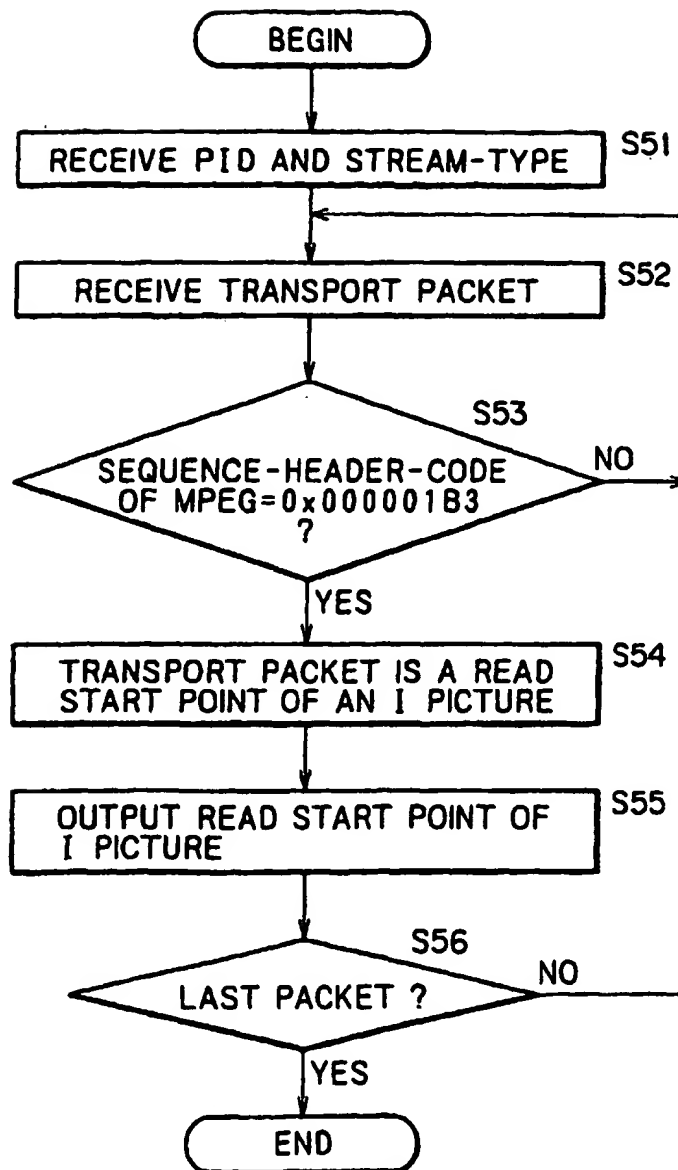 BEGIN
RECEIVE PID AND STREAM-TYPE
S51
RECEIVE TRANSPORT PACKET
S52
S53
SEQUENCE-HEADER-CODE
OF MPEG=0x000001B3
?
NO
YES
TRANSPORT PACKET IS A READ
START POINT OF AN I PICTURE
S54
OUTPUT READ START POINT OF
I PICTURE
S55
S56
LAST PACKET ?
NO
YES
END